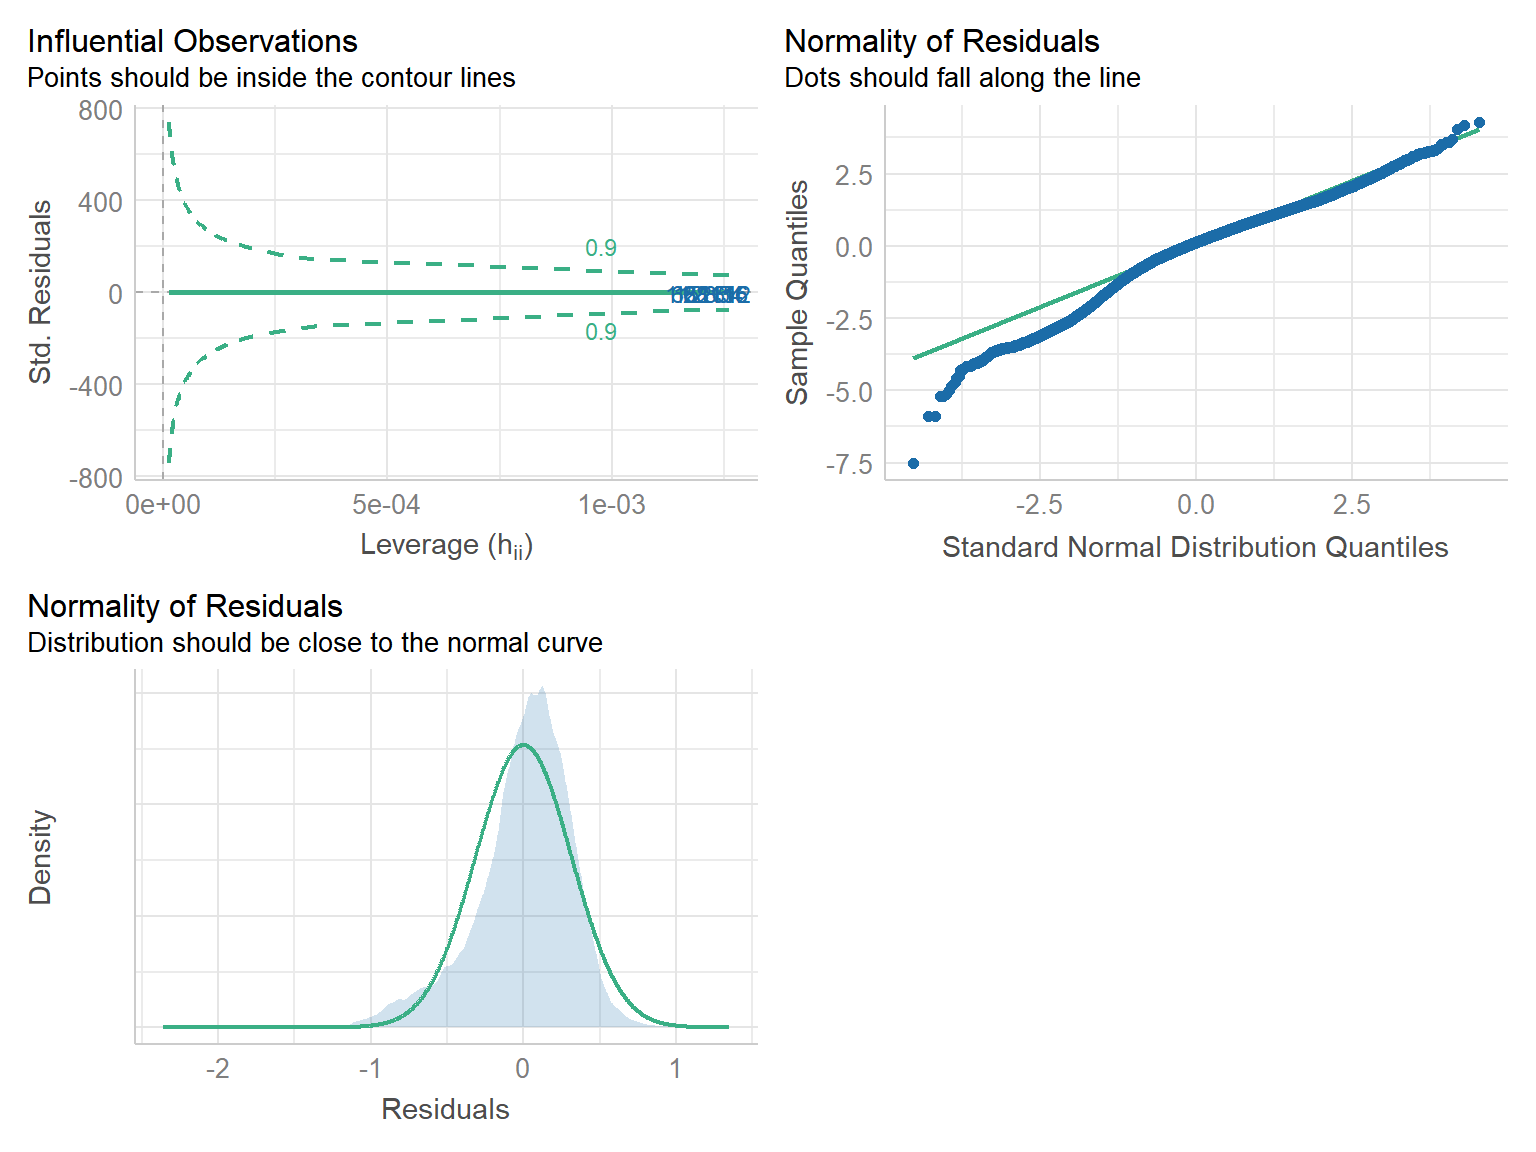 Influential Observations
Points should be inside the contour lines
800
400
0
-400
-800
0.9
0.9
0e+00
5e-04
1e-03
Std. Residuals
Leverage (hii)
Normality of Residuals
Dots should fall along the line
2.5
0.0
-2.5
-5.0
-7.5
-2.5
0.0
2.5
Sample Quantiles
Standard Normal Distribution Quantiles
Normality of Residuals
Distribution should be close to the normal curve
Density
-2
-1
0
1
Residuals